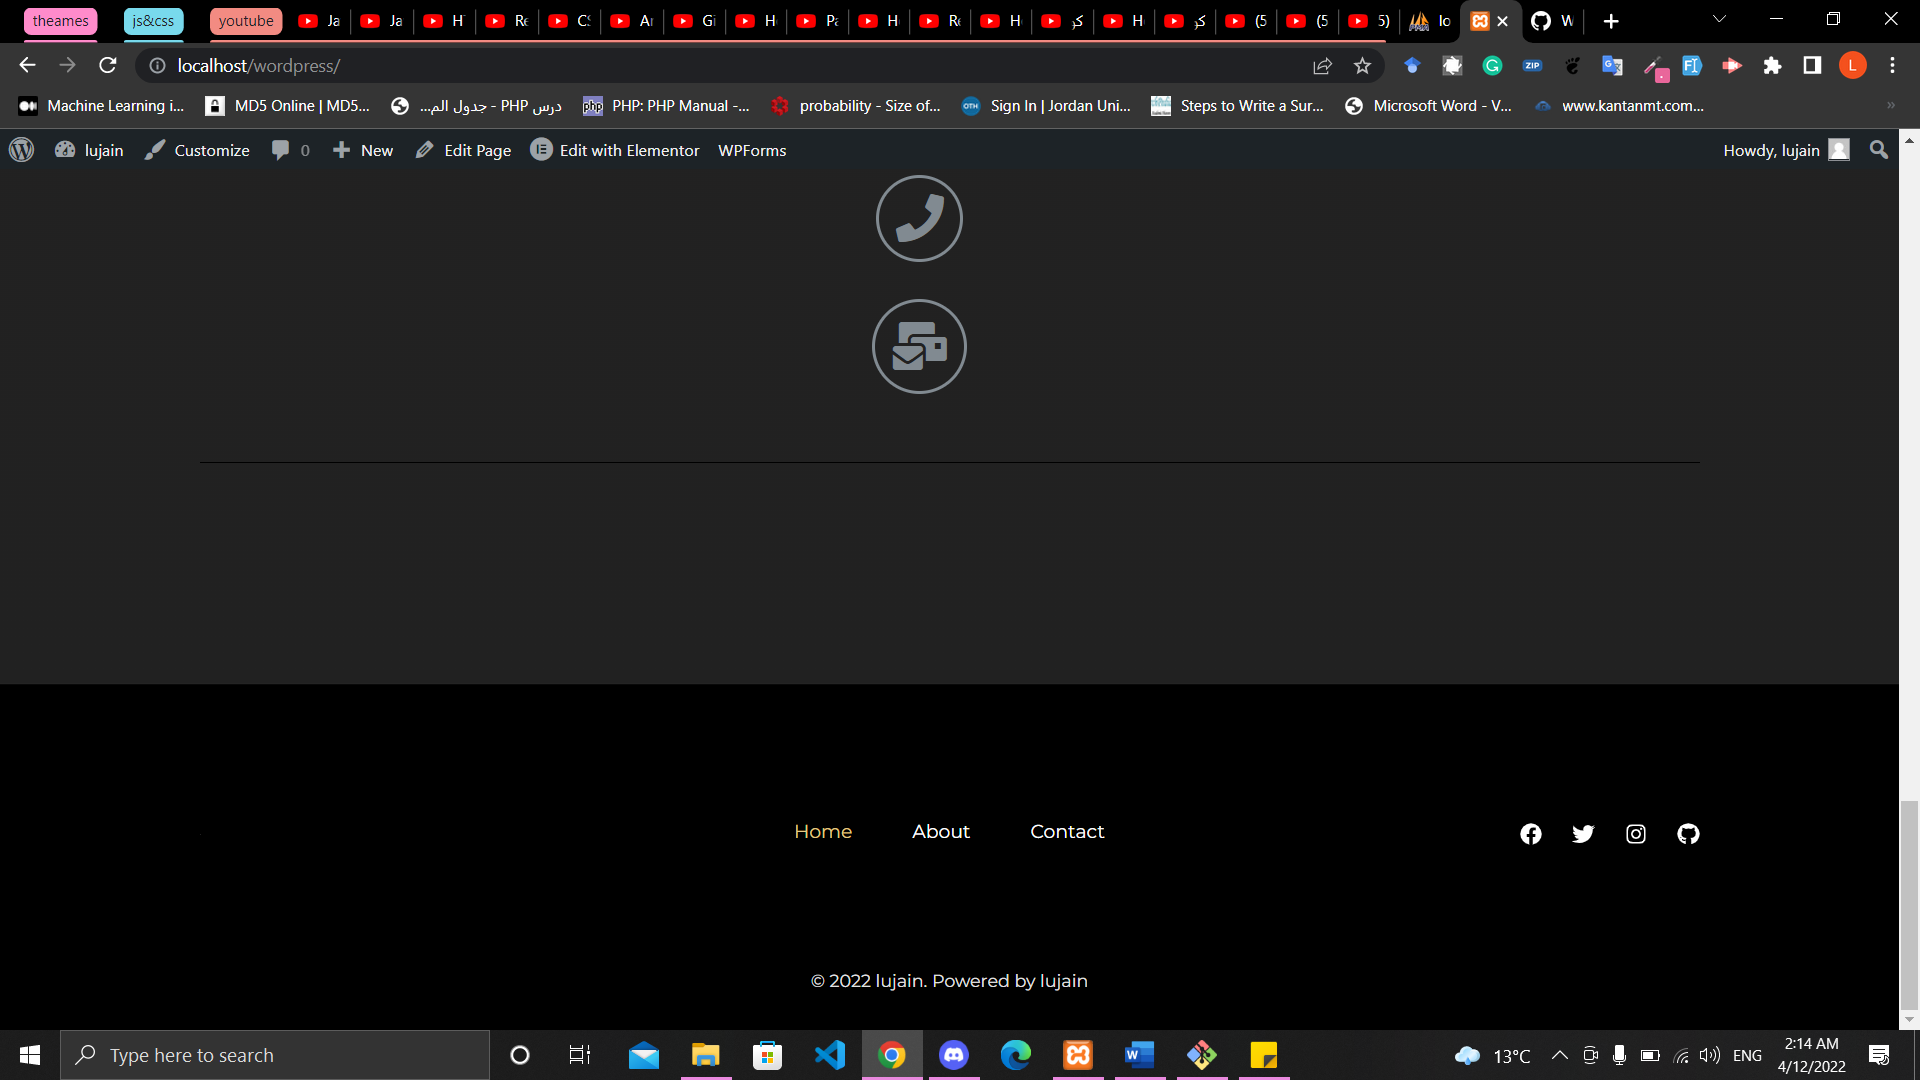 theames js&css youtube Ja Ja H Re CS Ar Gi H Pa H Re H کو H کو (5 (5 5) lo W
localhost/wordpress/ L
Machine Learning i... MD5 Online | MD5... درس PHP - جدول الم... PHP: PHP Manual -... probability - Size of... Sign In | Jordan Uni... Steps to Write a Sur... Microsoft Word - V... www.kantanmt.com... »
lujain Customize 0 New Edit Page Edit with Elementor WPForms Howdy, lujain
Home About Contact
© 2022 lujain. Powered by lujain
Type here to search 13°C ENG 2:14 AM
4/12/2022